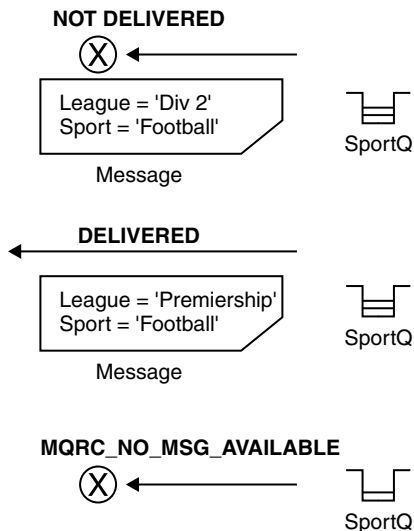 NOT DELIVERED
X
League = 'Div 2'
Sport = 'Football'
SportQ
Message
DELIVERED
League = 'Premiership'
Sport = 'Football'
SportQ
Message
MQRC_NO_MSG_AVAILABLE
X
SportQ